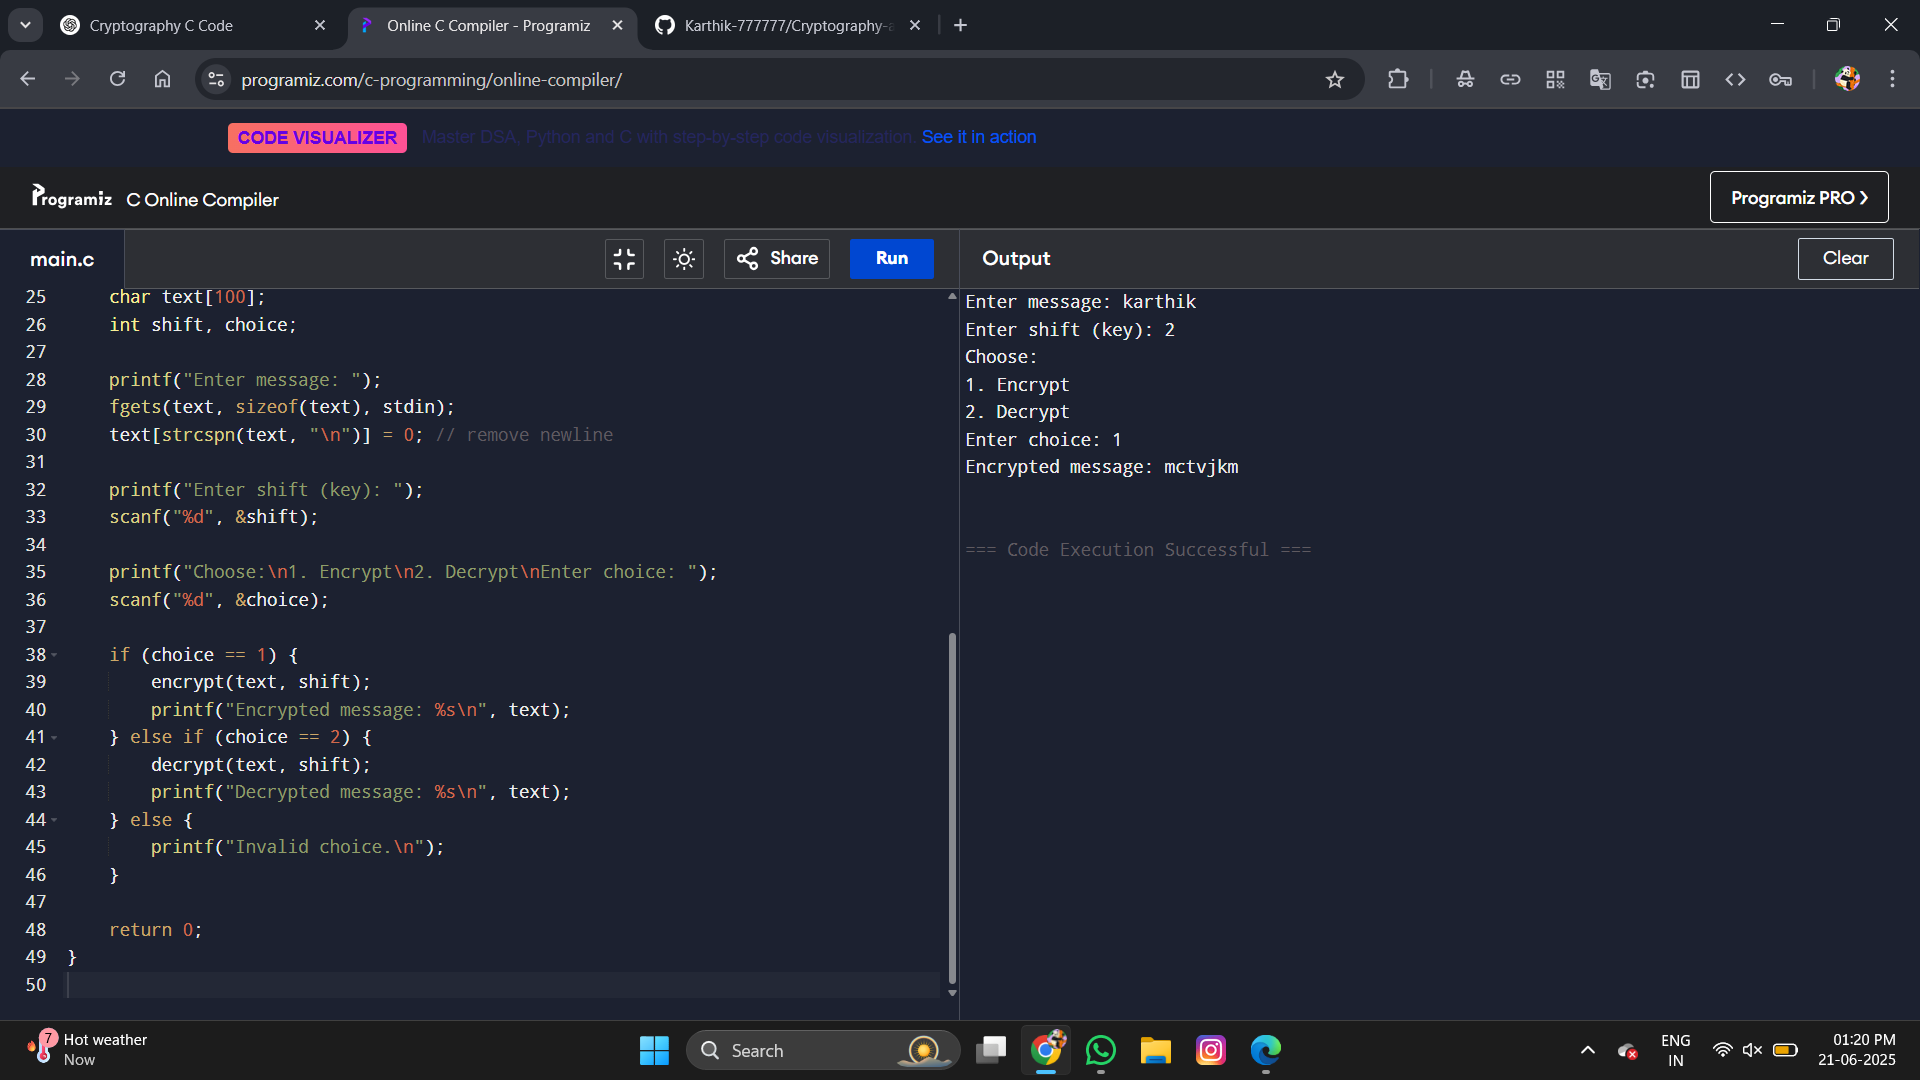 Cryptography C Code
Online C Compiler - Programiz
Karthik-777777/Cryptography-a
programiz.com/c-programming/online-compiler/
CODE VISUALIZER Master DSA, Python and C with step-by-step code visualization. See it in action
Programiz C Online Compiler
Programiz PRO ❯
main.c
Share
Run
Output
Clear
25 char text[100];
26 int shift, choice;
27
28 printf("Enter message: ");
29 fgets(text, sizeof(text), stdin);
30 text[strcspn(text, "\n")] = 0; // remove newline
31
32 printf("Enter shift (key): ");
33 scanf("%d", &shift);
34
35 printf("Choose:\n1. Encrypt\n2. Decrypt\nEnter choice: ");
36 scanf("%d", &choice);
37
38 if (choice == 1) {
39 encrypt(text, shift);
40 printf("Encrypted message: %s\n", text);
41 } else if (choice == 2) {
42 decrypt(text, shift);
43 printf("Decrypted message: %s\n", text);
44 } else {
45 printf("Invalid choice.\n");
46 }
47
48 return 0;
49 }
50
Enter message: karthik
Enter shift (key): 2
Choose:
1. Encrypt
2. Decrypt
Enter choice: 1
Encrypted message: mctvjkm
=== Code Execution Successful ===
7
Hot weather
Now
Search
ENG
IN
01:20 PM
21-06-2025